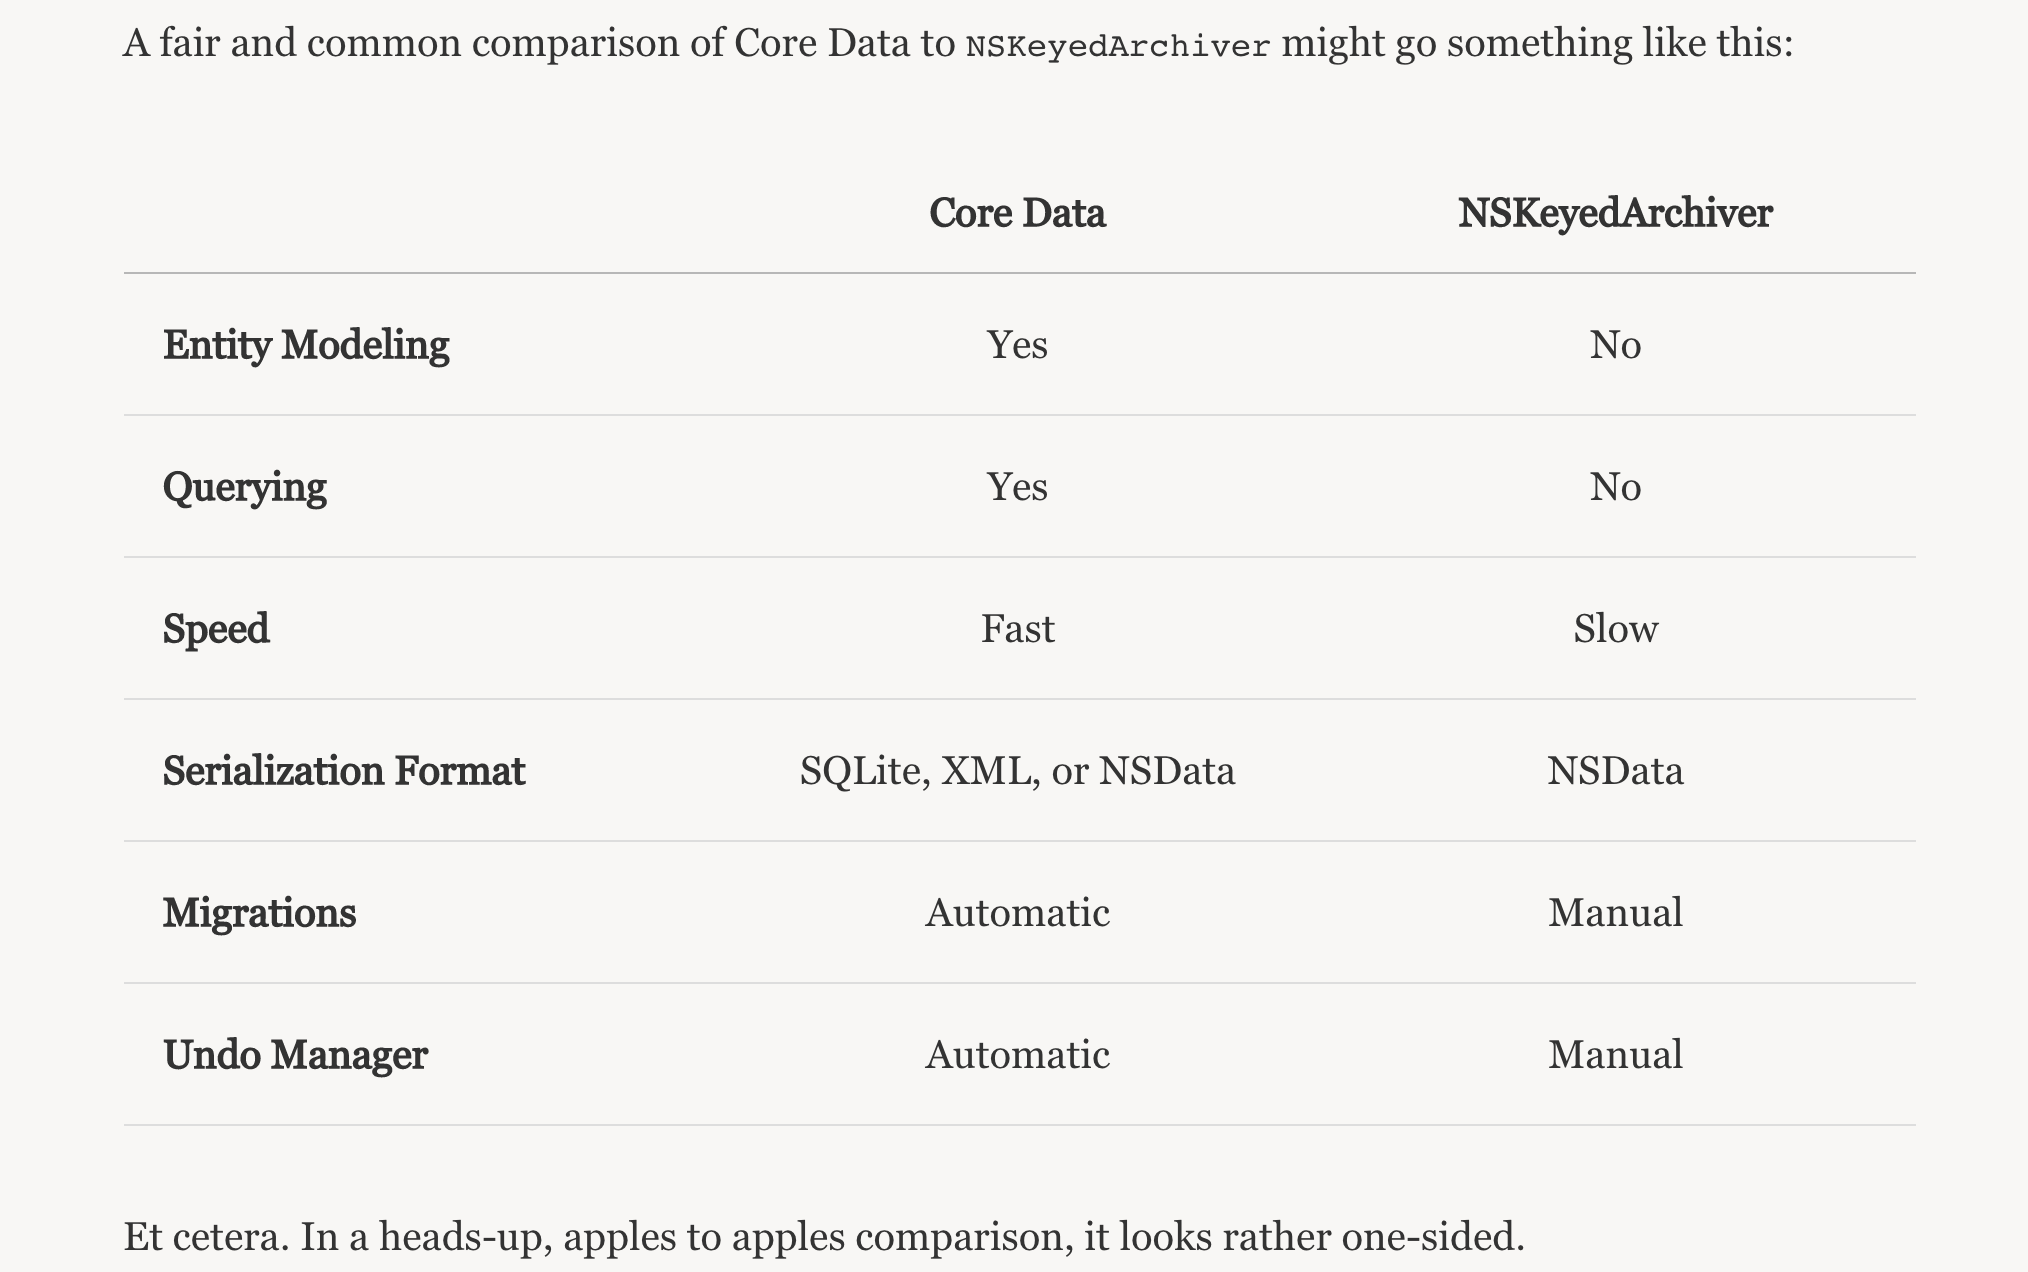 A fair and common comparison of Core Data to NSKeyedArchiver might go something like this:
Core Data NSKeyedArchiver
Entity Modeling Yes No
Querying Yes No
Speed Fast Slow
Serialization Format SQLite, XML, or NSData NSData
Migrations Automatic Manual
Undo Manager Automatic Manual
Et cetera. In a heads-up, apples to apples comparison, it looks rather one-sided.